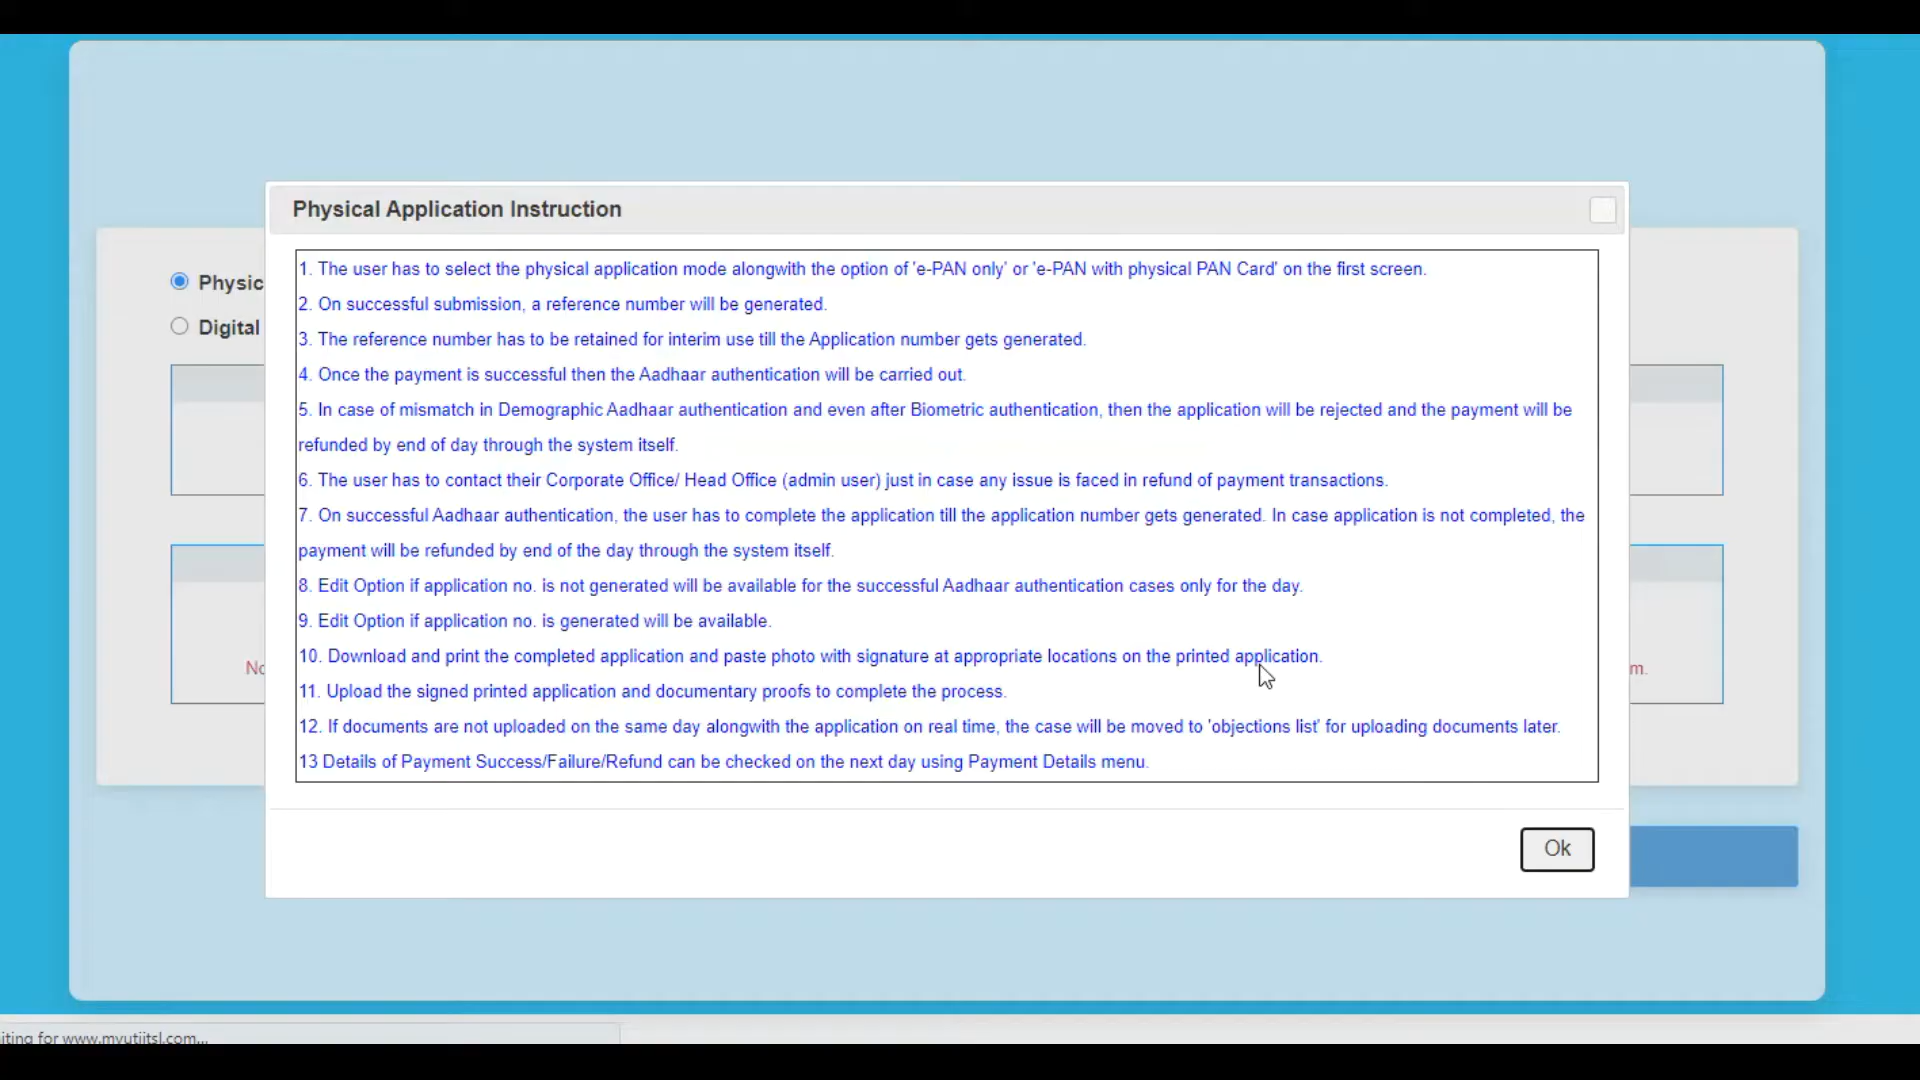 Physical Application Instruction
Physic
Digital
1. The user has to select the physical application mode alongwith the option of 'e-PAN only' or 'e-PAN with physical PAN Card' on the first screen.
2. On successful submission, a reference number will be generated.
3. The reference number has to be retained for interim use till the Application number gets generated.
4. Once the payment is successful then the Aadhaar authentication will be carried out.
5. In case of mismatch in Demographic Aadhaar authentication and even after Biometric authentication, then the application will be rejected and the payment will be
refunded by end of day through the system itself.
6. The user has to contact their Corporate Office/ Head Office (admin user) just in case any issue is faced in refund of payment transactions.
7. On successful Aadhaar authentication, the user has to complete the application till the application number gets generated. In case application is not completed, the
payment will be refunded by end of the day through the system itself.
8. Edit Option if application no. is not generated will be available for the successful Aadhaar authentication cases only for the day.
9. Edit Option if application no. is generated will be available.
10. Download and print the completed application and paste photo with signature at appropriate locations on the printed application.
No
m.
11. Upload the signed printed application and documentary proofs to complete the process.
12. If documents are not uploaded on the same day alongwith the application on real time, the case will be moved to 'objections list' for uploading documents later.
13 Details of Payment Success/Failure/Refund can be checked on the next day using Payment Details menu.
Ok
iting for www.myutiitsl.com...